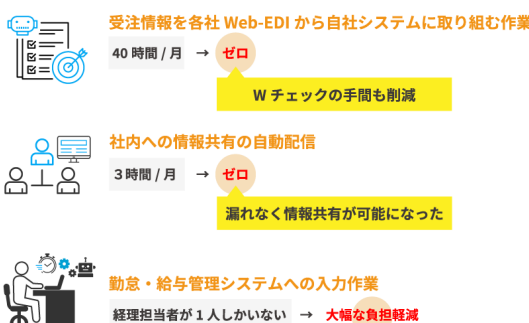 受注情報を各社 Web-EDI から自社システムに取り組む作業
40 時間 / 月 → ゼロ
W チェックの手間も削減
社内への情報共有の自動配信
3 時間 / 月 → ゼロ
漏れなく情報共有が可能になった
勤怠・給与管理システムへの入力作業
経理担当者が 1 人しかいない → 大幅な負担軽減